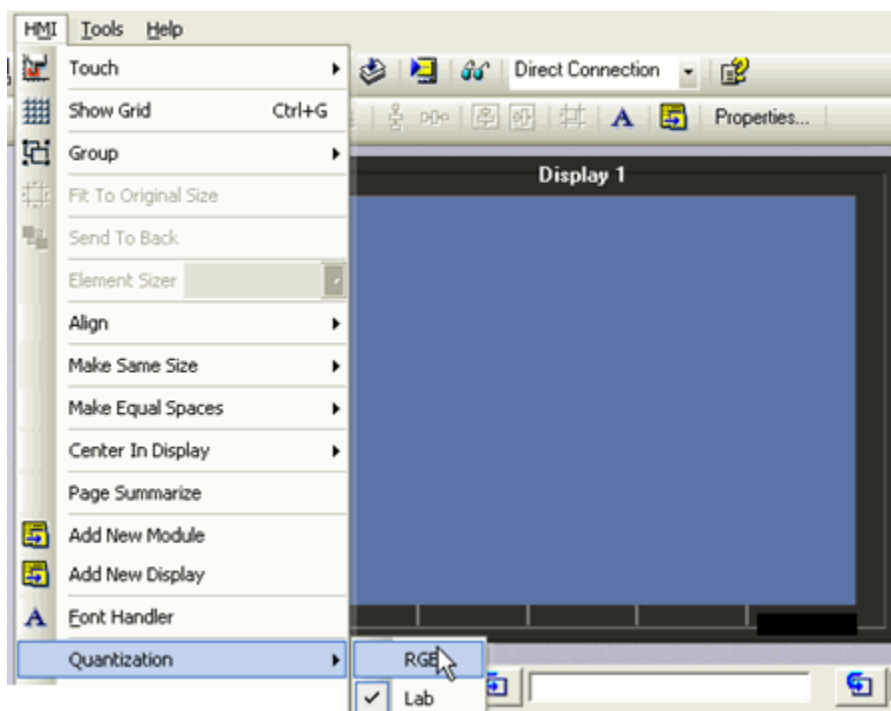 HMI Tools Help
Touch
Direct Connection
Show Grid Ctrl+G
Properties...
Group
Display 1
Fit To Original Size
Send To Back
Element Sizer
Align
Make Same Size
Make Equal Spaces
Center In Display
Page Summarize
Add New Module
Add New Display
A Font Handler
Quantization
RGB
Lab